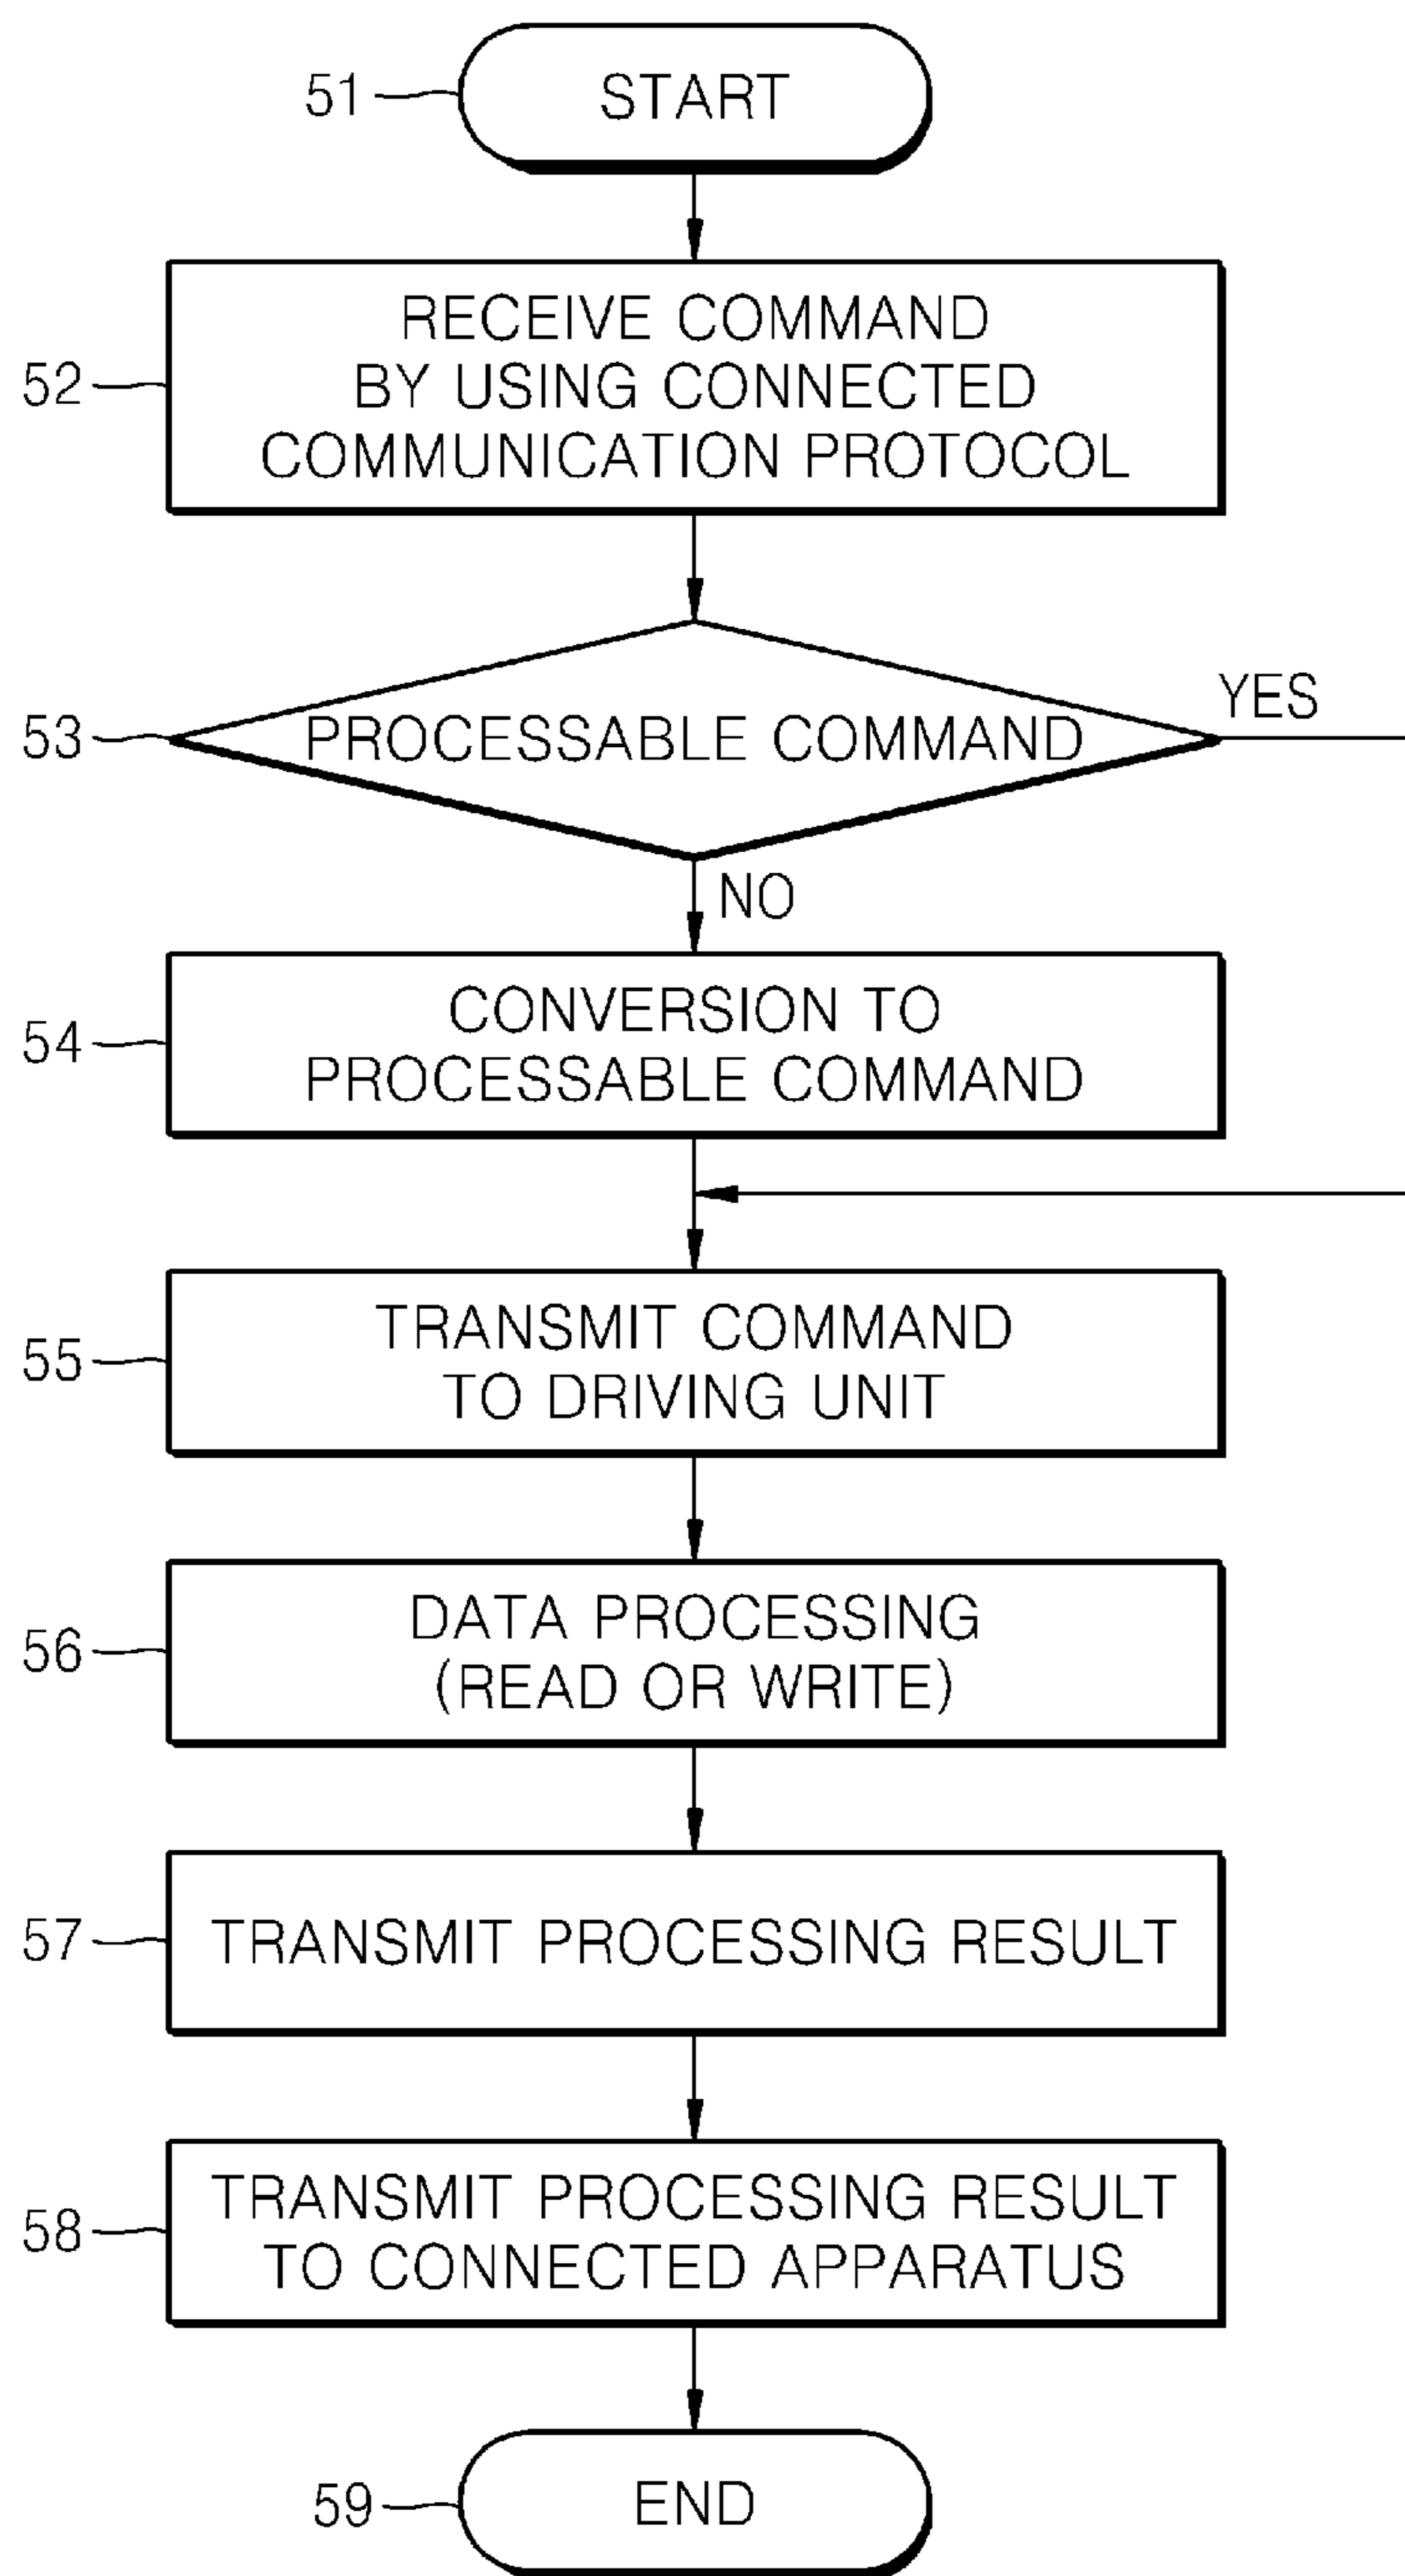 51
START
RECEIVE COMMAND
52
BY USING CONNECTED
COMMUNICATION PROTOCOL
YES
53
PROCESSABLE COMMAND
NO
CONVERSION TO
54
PROCESSABLE COMMAND
TRANSMIT COMMAND
55
TO DRIVING UNIT
DATA PROCESSING
56
(READ OR WRITE)
57
TRANSMIT PROCESSING RESULT
TRANSMIT PROCESSING RESULT
58
TO CONNECTED APPARATUS
59
END